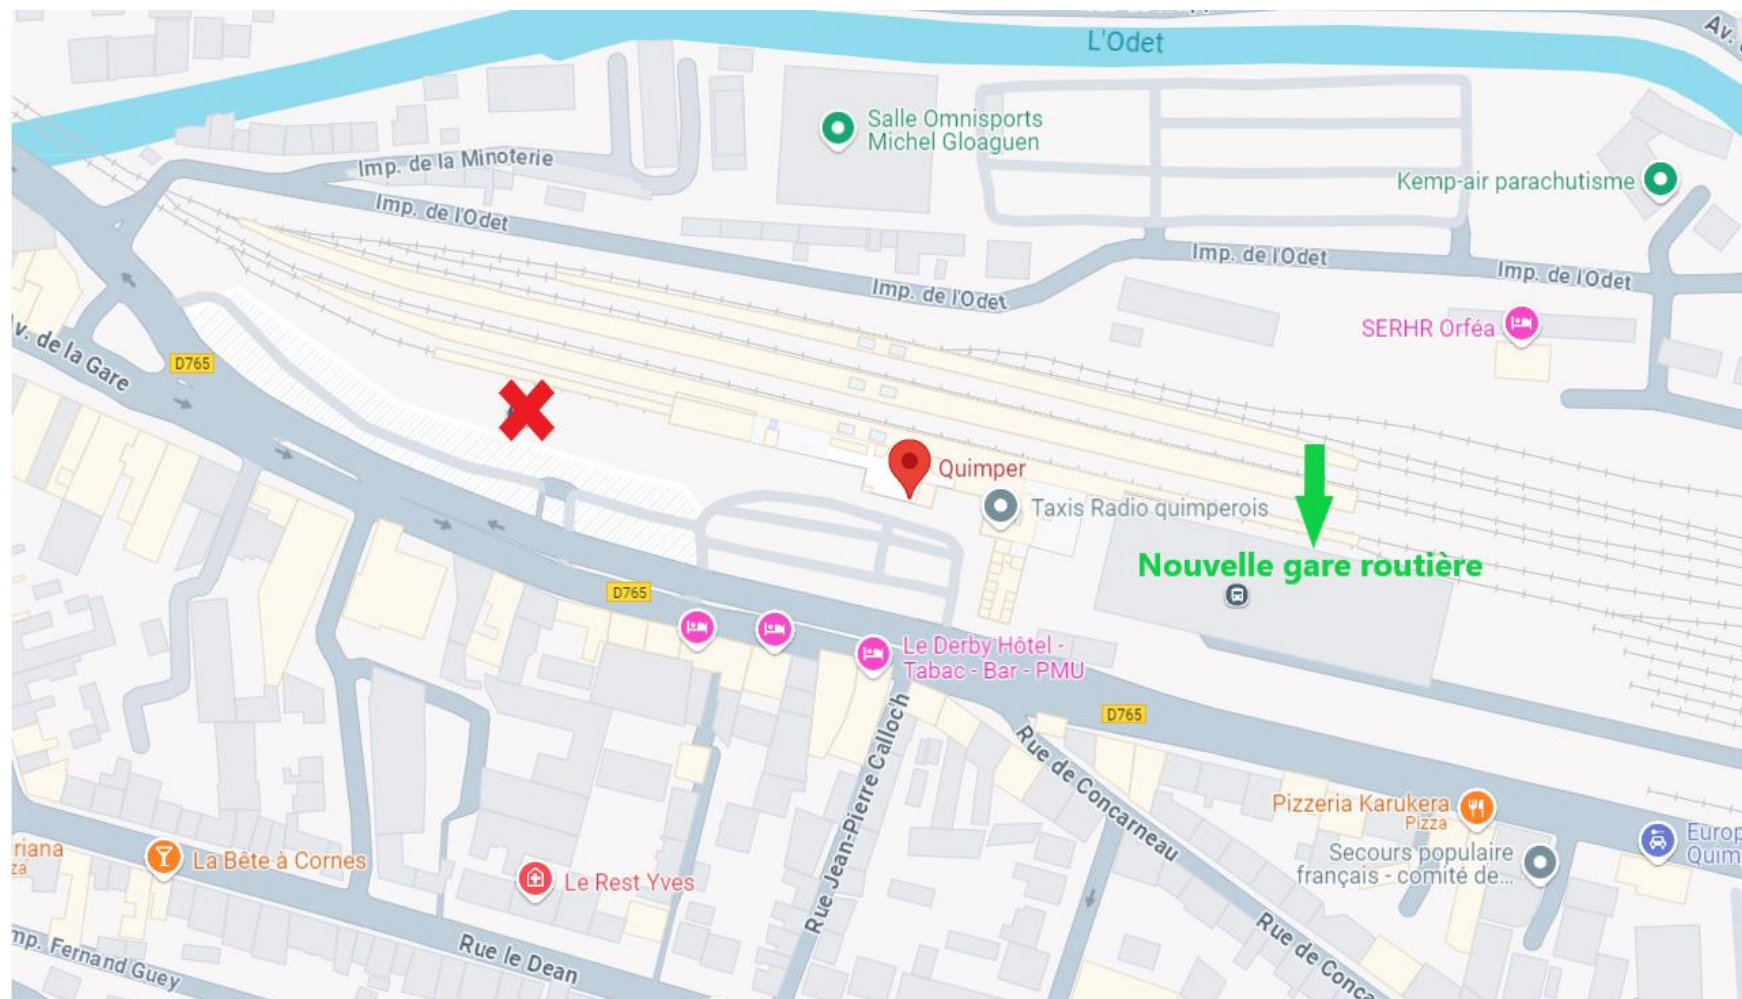 L'Odet
Av.
Salle Omnisports
Michel Gloaguen
Imp. de la Minoterie
Kemp-air parachutisme
Imp. de l'Odet
Imp. de l'Odet
Imp. de l'Odet
Imp. de l'Odet
SERHR Orféa
Av. de la Gare
D765
Quimper
Taxis Radio quimperois
Nouvelle gare routière
D765
Le Derby Hôtel -
Tabac - Bar - PMU
D765
Rue Jean-Pierre Calloc'h
Rue de Concarneau
Pizzeria Karukera
Pizza
Europ
Quim
Secours populaire
français - comité de...
riana
za
La Bête à Cornes
Le Rest Yves
Rue le Dean
Rue de Conca
mp. Fernand Guey